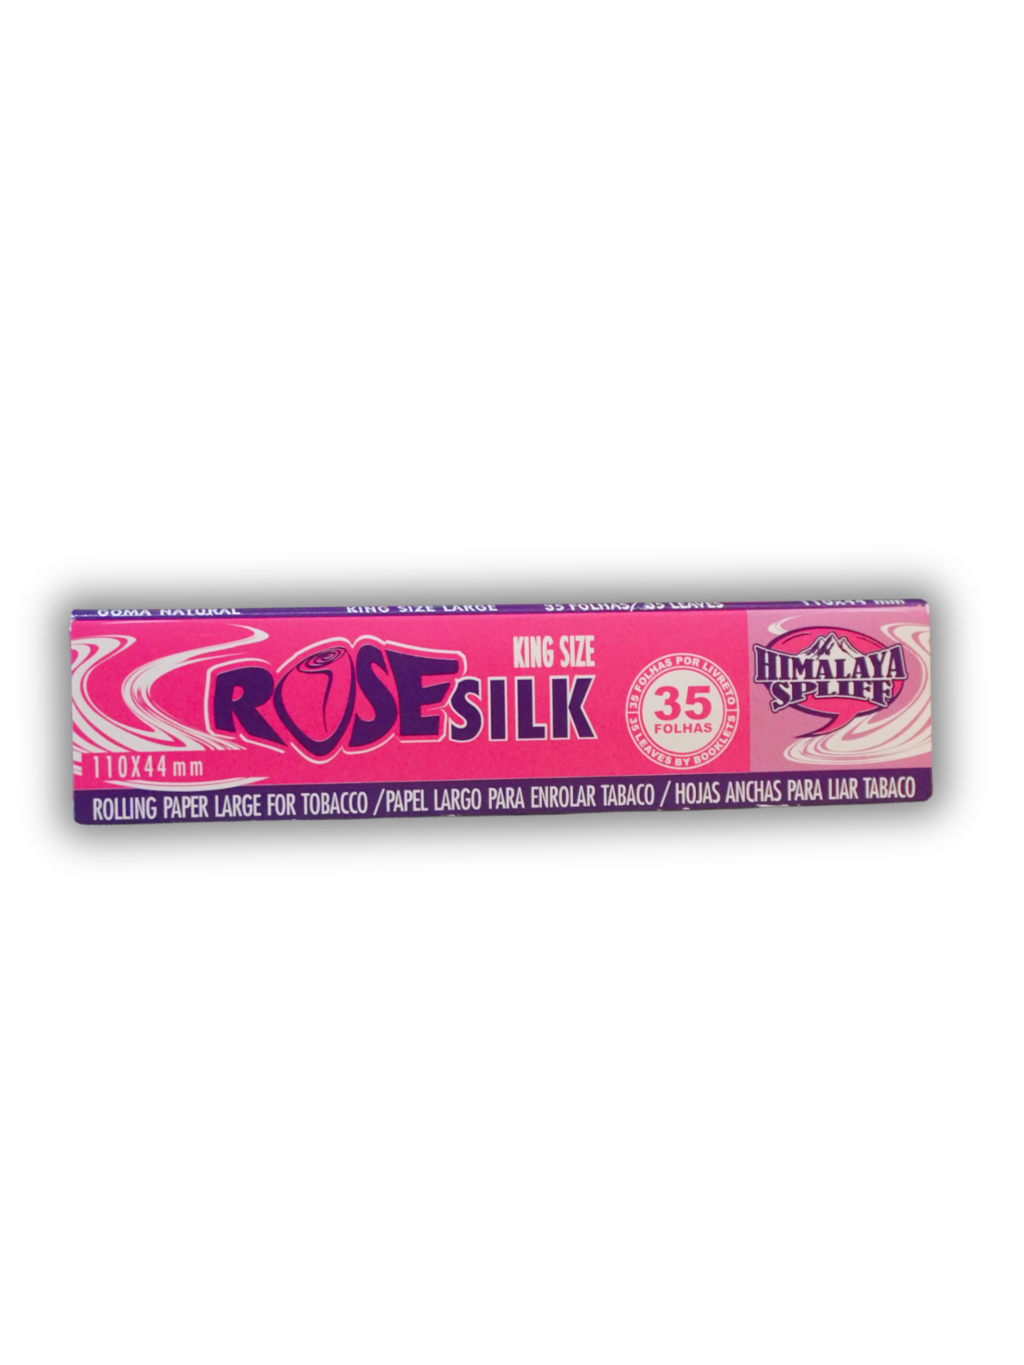 GOMA NATURAL KING SIZE LARGE 35 FOLHAS/ 35 LEAVES 110X44 mm
KING SIZE
ROSE SILK
110X44 mm
35 FOLHAS POR LIVRETO
35
FOLHAS
35 LEAVES BY BOOKLETS
HIMALAYA
SPLIFF
ROLLING PAPER LARGE FOR TOBACCO / PAPEL LARGO PARA ENROLAR TABACO / HOJAS ANCHAS PARA LIAR TABACO